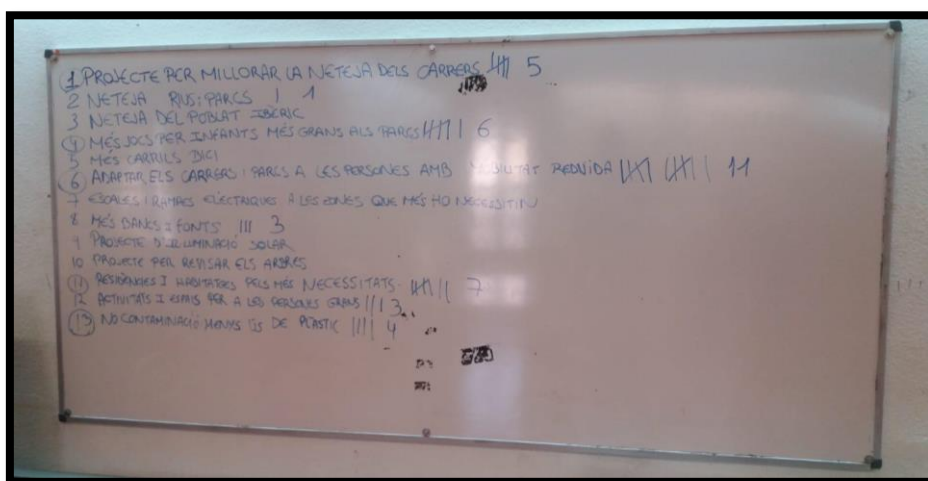 1 PROJECTE PER MILLORAR LA NETEJA DELS CARRERS 5
2 NETEJA RIUS I PARCS | 1
3 NETEJA DEL POBLAT IBÈRIC
4 MÉS JOCS PER INFANTS MÉS GRANS ALS PARCS 6
5 MÉS CARRILS BICI
6 ADAPTAR ELS CARRERS I PARCS A LES PERSONES AMB MOBILITAT REDUIDA 11
7 ESCALES I RAMPES ELÈCTRIQUES A LES ZONES QUE MÉS HO NECESSITIN
8 MÉS BANCS I FONTS ||| 3
9 PROJECTE D'IL·LUMINACIÓ SOLAR
10 PROJECTE PER REVISAR ELS ARBRES
11 RESIDÈNCIES I HABITATGES PELS MÉS NECESSITATS 7
12 ACTIVITATS I ESPAIS PER A LES PERSONES GRANS ||| 3
13 NO CONTAMINACIÓ MENYS ÚS DE PLÀSTIC |||| 4